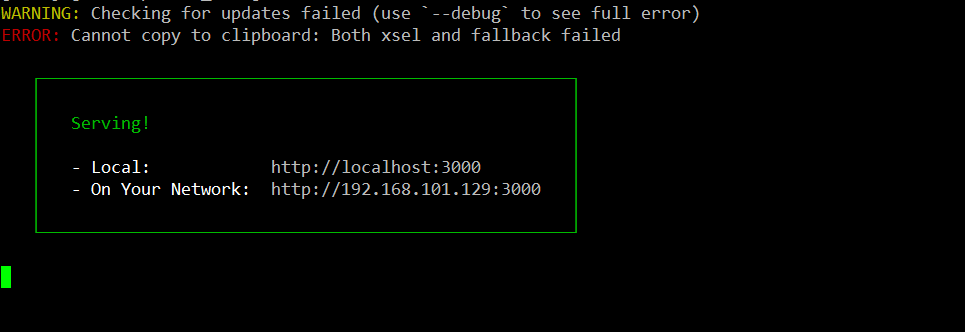 WARNING: Checking for updates failed (use `--debug` to see full error)
ERROR: Cannot copy to clipboard: Both xsel and fallback failed
Serving!
- Local: http://localhost:3000
- On Your Network: http://192.168.101.129:3000